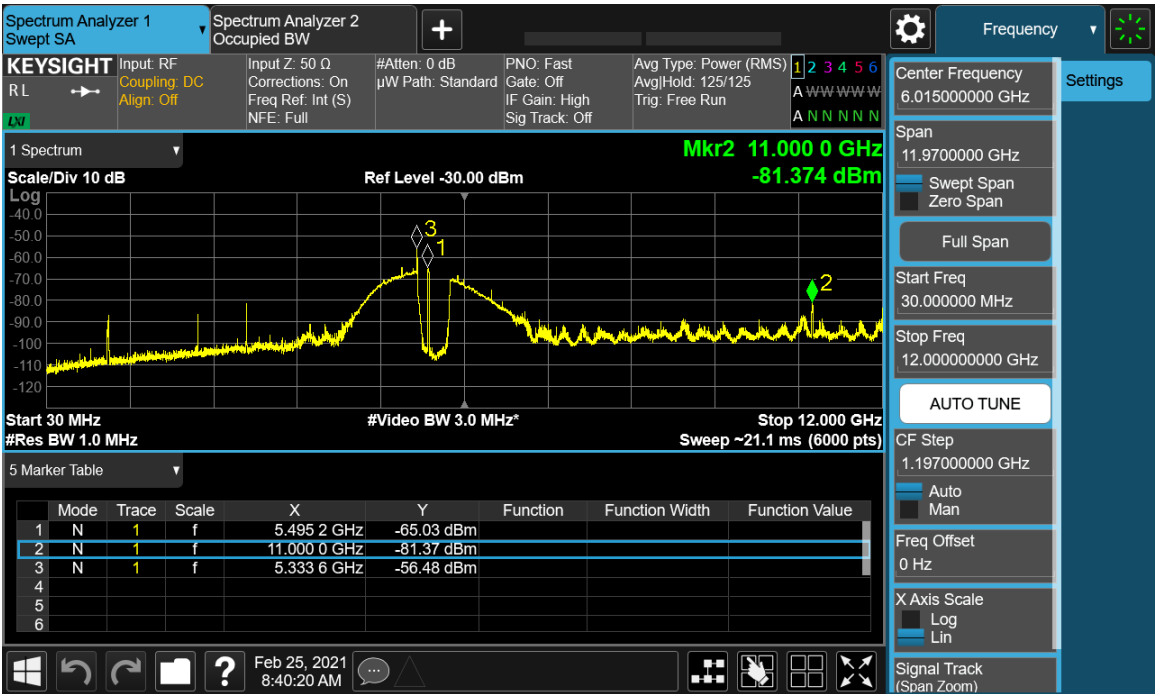 Spectrum Analyzer 1
Swept SA
Spectrum Analyzer 2
Occupied BW
+
Frequency
KEYSIGHT
RL
LXI
Input: RF
Coupling: DC
Align: Off
Input Z: 50 Ω
Corrections: On
Freq Ref: Int (S)
NFE: Full
#Atten: 0 dB
µW Path: Standard
PNO: Fast
Gate: Off
IF Gain: High
Sig Track: Off
Avg Type: Power (RMS)
Avg|Hold: 125/125
Trig: Free Run
1 2 3 4 5 6
A W W W W W
A N N N N N
1 Spectrum
Mkr2 11.000 0 GHz
-81.374 dBm
Scale/Div 10 dB
Ref Level -30.00 dBm
Log
-40.0
-50.0
-60.0
-70.0
-80.0
-90.0
-100
-110
-120
3
1
2
Start 30 MHz
#Video BW 3.0 MHz*
Stop 12.000 GHz
#Res BW 1.0 MHz
Sweep ~21.1 ms (6000 pts)
5 Marker Table
Mode Trace Scale X Y Function Function Width Function Value
1 N 1 f 5.495 2 GHz -65.03 dBm
2 N 1 f 11.000 0 GHz -81.37 dBm
3 N 1 f 5.333 6 GHz -56.48 dBm
4
5
6
?
Feb 25, 2021
8:40:20 AM
Settings
Center Frequency
6.015000000 GHz
Span
11.9700000 GHz
Swept Span
Zero Span
Full Span
Start Freq
30.000000 MHz
Stop Freq
12.000000000 GHz
AUTO TUNE
CF Step
1.197000000 GHz
Auto
Man
Freq Offset
0 Hz
X Axis Scale
Log
Lin
Signal Track
(Span Zoom)